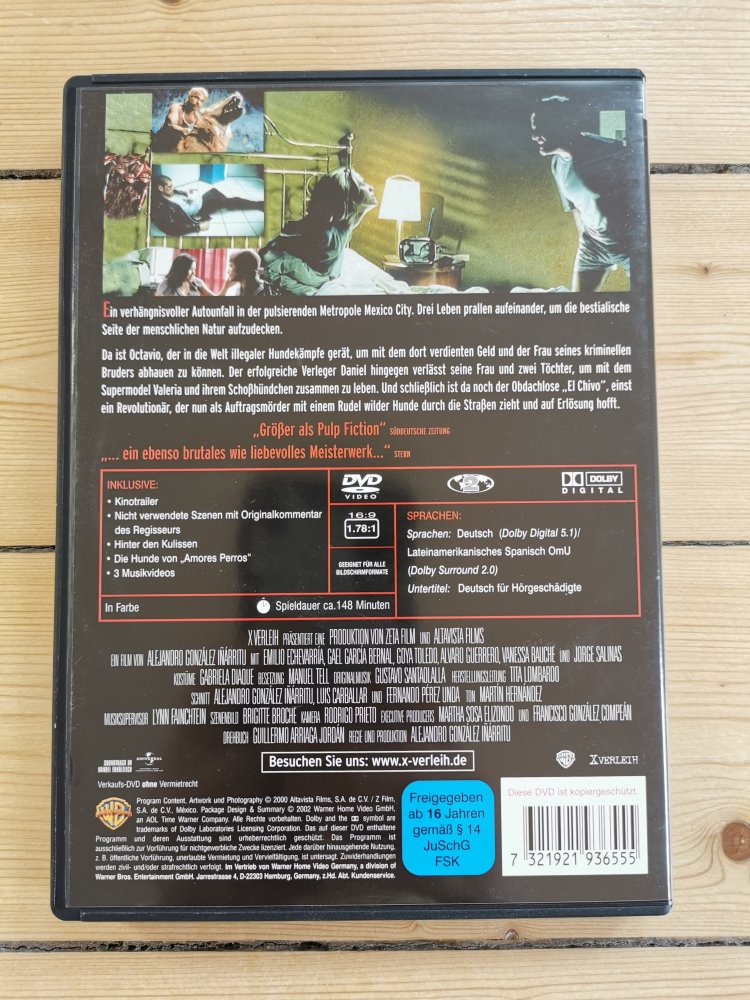 Ein verhängnisvoller Autounfall in der pulsierenden Metropole Mexico City. Drei Leben prallen aufeinander, um die bestialische
Seite der menschlichen Natur aufzudecken.
Da ist Octavio, der in die Welt illegaler Hundekämpfe gerät, um mit dem dort verdienten Geld und der Frau seines kriminellen
Bruders abhauen zu können. Der erfolgreiche Verleger Daniel hingegen verlässt seine Frau und zwei Töchter, um mit dem
Supermodel Valeria und ihrem Schoßhündchen zusammen zu leben. Und schließlich ist da noch der Obdachlose „El Chivo", einst
ein Revolutionär, der nun als Auftragsmörder mit einem Rudel wilder Hunde durch die Straßen zieht und auf Erlösung hofft.
„Größer als Pulp Fiction" SÜDDEUTSCHE ZEITUNG
„... ein ebenso brutales wie liebevolles Meisterwerk..." STERN
INKLUSIVE:
• Kinotrailer
• Nicht verwendete Szenen mit Originalkommentar
des Regisseurs
• Hinter den Kulissen
• Die Hunde von „Amores Perros"
• 3 Musikvideos
In Farbe
Spieldauer ca.148 Minuten
DVD
VIDEO
2
DOLBY
DIGITAL
16:9
1.78:1
GEEIGNET FÜR ALLE
BILDSCHIRMFORMATE
SPRACHEN:
Sprachen: Deutsch (Dolby Digital 5.1)/
Lateinamerikanisches Spanisch OmU
(Dolby Surround 2.0)
Untertitel: Deutsch für Hörgeschädigte
X VERLEIH PRÄSENTIERT EINE PRODUKTION VON ZETA FILM UND ALTAVISTA FILMS
EIN FILM VON ALEJANDRO GONZÁLEZ IÑÁRRITU MIT EMILIO ECHEVARRÍA, GAEL GARCÍA BERNAL, GOYA TOLEDO, ALVARO GUERRERO, VANESSA BAUCHE UND JORGE SALINAS
KOSTÜME GABRIELA DIAQUE BESETZUNG MANUEL TELL ORIGINALMUSIK GUSTAVO SANTAOLALLA HERSTELLUNGSLEITUNG TITA LOMBARDO
SCHNITT ALEJANDRO GONZÁLEZ IÑÁRRITU, LUIS CARBALLAR UND FERNANDO PÉREZ UNDA TON MARTÍN HERNÁNDEZ
MUSIKSUPERVISOR LYNN FAINCHTEIN SZENENBILD BRIGITTE BROCHE KAMERA RODRIGO PRIETO EXECUTIVE PRODUCERS MARTHA SOSA ELIZONDO UND FRANCISCO GONZÁLEZ COMPEÁN
DREHBUCH GUILLERMO ARRIAGA JORDÁN REGIE UND PRODUKTION ALEJANDRO GONZÁLEZ IÑÁRRITU
SOUNDTRACK IM
HANDEL ERHÄLTLICH
UNIVERSAL
Besuchen Sie uns: www.x-verleih.de
WB
X VERLEIH
Verkaufs-DVD ohne Vermietrecht
Program Content, Artwork and Photography © 2000 Altavista Films, S.A. de C.V. / Z Film,
S.A. de C.V., México. Package Design & Summary © 2002 Warner Home Video GmbH,
an AOL Time Warner Company. Alle Rechte vorbehalten. Dolby and the symbol are
trademarks of Dolby Laboratories Licensing Corporation. Das auf dieser DVD enthaltene
Programm und deren Ausstattung sind urheberrechtlich geschützt. Das Programm ist
ausschließlich zur Vorführung für nichtgewerbliche Zwecke lizenziert. Jede darüber hinausgehende Nutzung,
z. B. öffentliche Vorführung, unerlaubte Vermietung und Vervielfältigung, ist untersagt. Zuwiderhandlungen
werden zivil- und/oder strafrechtlich verfolgt. Im Vertrieb von Warner Home Video Germany, a division of
Warner Bros. Entertainment GmbH, Jarrestrasse 4, D-22303 Hamburg, Germany, z.Hd. Abt. Kundenservice.
WARNER BROS.
Freigegeben
ab 16 Jahren
gemäß § 14
JuSchG
FSK
Diese DVD ist kopiergeschützt.
7 321921 936555